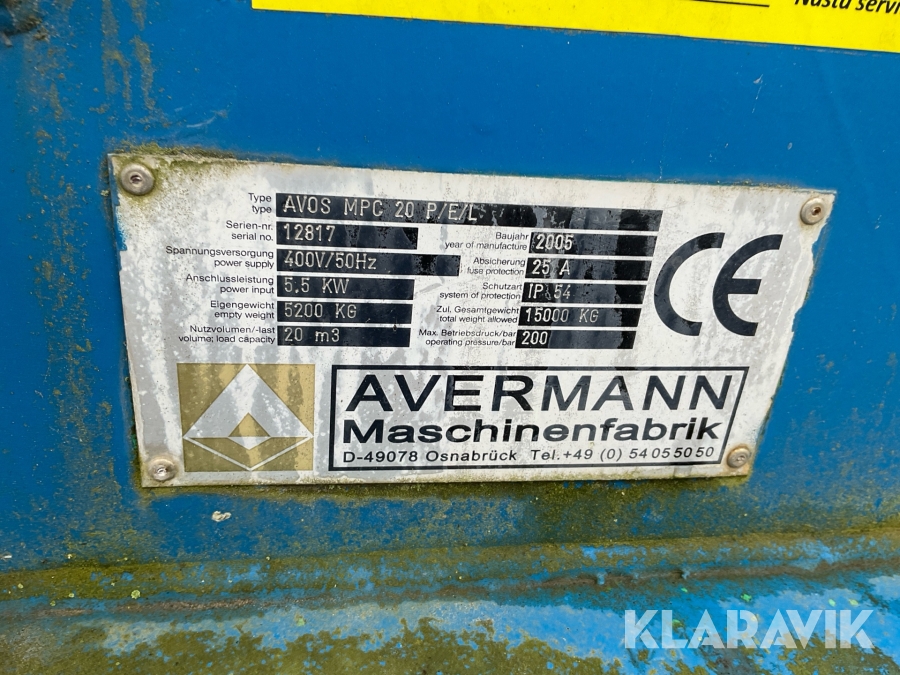 Nästa servi
Type
type
AVOS MPC 20 P/E/L
Serien-nr.
serial no.
12817
Baujahr
year of manufacture
2005
Spannungsversorgung
power supply
400V/50Hz
Absicherung
fuse protection
25 A
Anschlussleistung
power input
5.5 KW
Schutzart
system of protection
IP 54
Eigengewicht
empty weight
5200 KG
Zul. Gesamtgewicht
total weight allowed
15000 KG
Nutzvolumen/-last
volume; load capacity
20 m3
Max. Betriebsdruck/bar
operating pressure/bar
200
CE
AVERMANN
Maschinenfabrik
D-49078 Osnabrück Tel.+49 (0) 54 05 50 50
KLARAVIK